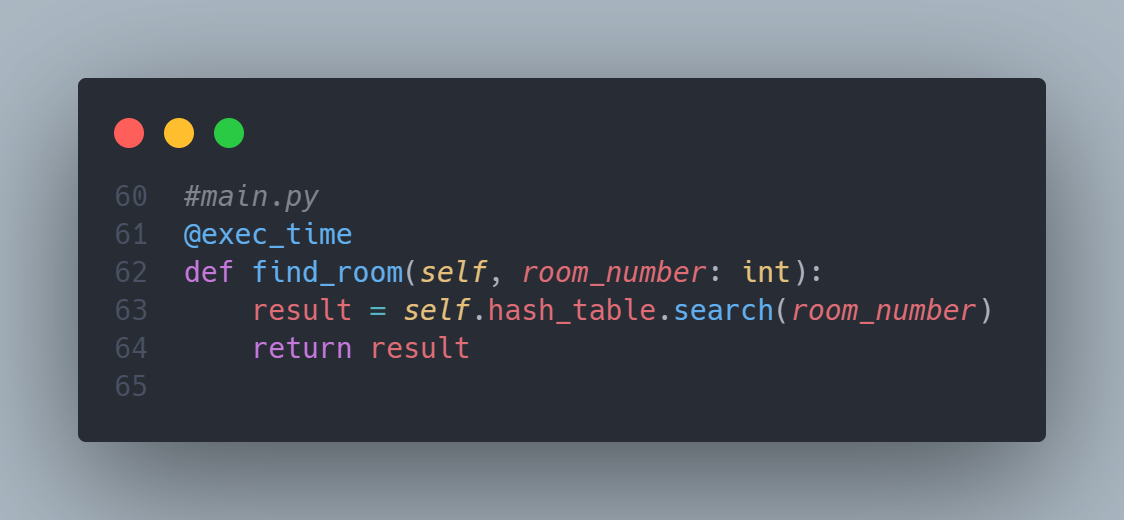 60 #main.py
61 @exec_time
62 def find_room(self, room_number: int):
63     result = self.hash_table.search(room_number)
64     return result
65